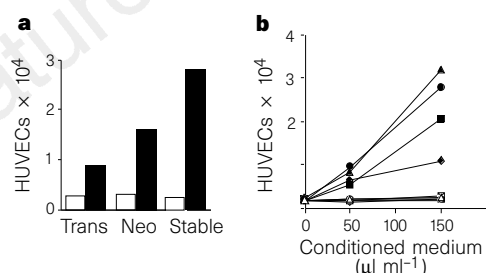 a
HUVECs × 10⁴
3
2
1
0
Trans Neo Stable
b
HUVECs × 10⁴
4
3
2
0 50 100 150
Conditioned medium
(µl ml⁻¹)